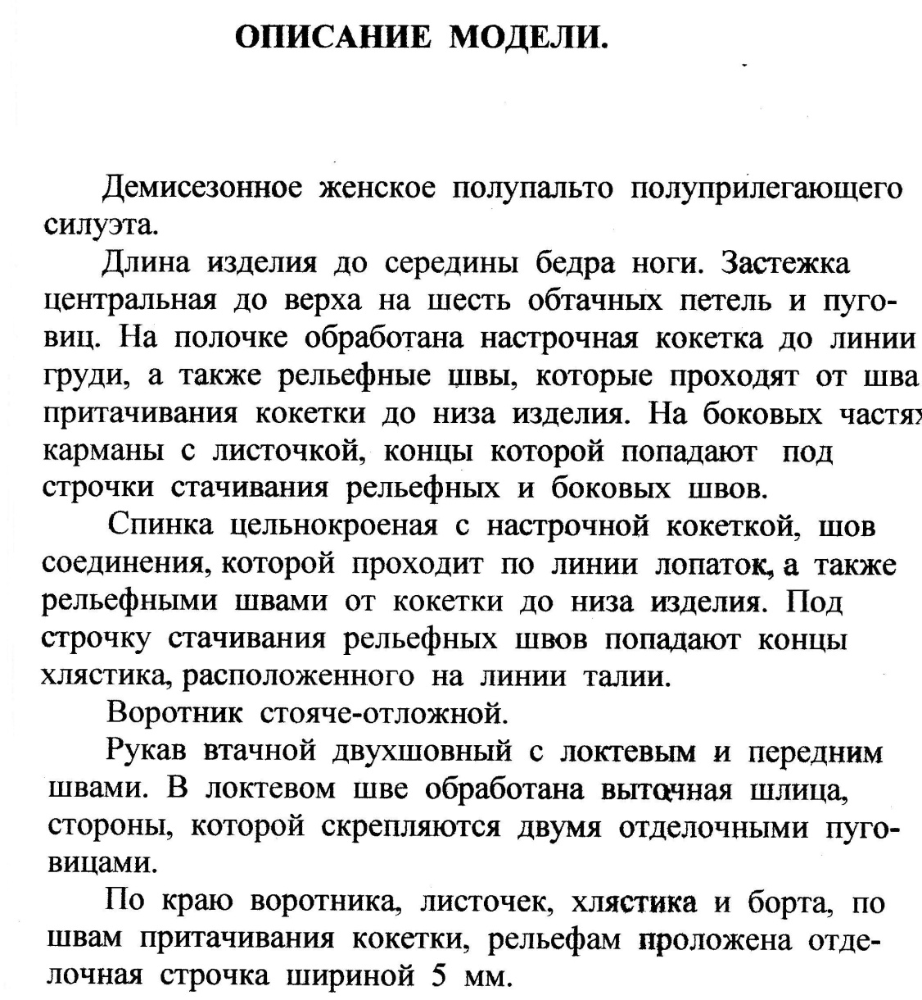 ОПИСАНИЕ МОДЕЛИ.
Демисезонное женское полупальто полуприлегающего
силуэта.
Длина изделия до середины бедра ноги. Застежка
центральная до верха на шесть обтачных петель и пуго-
виц. На полочке обработана настрочная кокетка до линии
груди, а также рельефные швы, которые проходят от шва
притачивания кокетки до низа изделия. На боковых частях
карманы с листочкой, концы которой попадают под
строчки стачивания рельефных и боковых швов.
Спинка цельнокроеная с настрочной кокеткой, шов
соединения, которой проходит по линии лопаток, а также
рельефными швами от кокетки до низа изделия. Под
строчку стачивания рельефных швов попадают концы
хлястика, расположенного на линии талии.
Воротник стояче-отложной.
Рукав втачной двухшовный с локтевым и передним
швами. В локтевом шве обработана выточная шлица,
стороны, которой скрепляются двумя отделочными пуго-
вицами.
По краю воротника, листочек, хлястика и борта, по
швам притачивания кокетки, рельефам проложена отде-
лочная строчка шириной 5 мм.